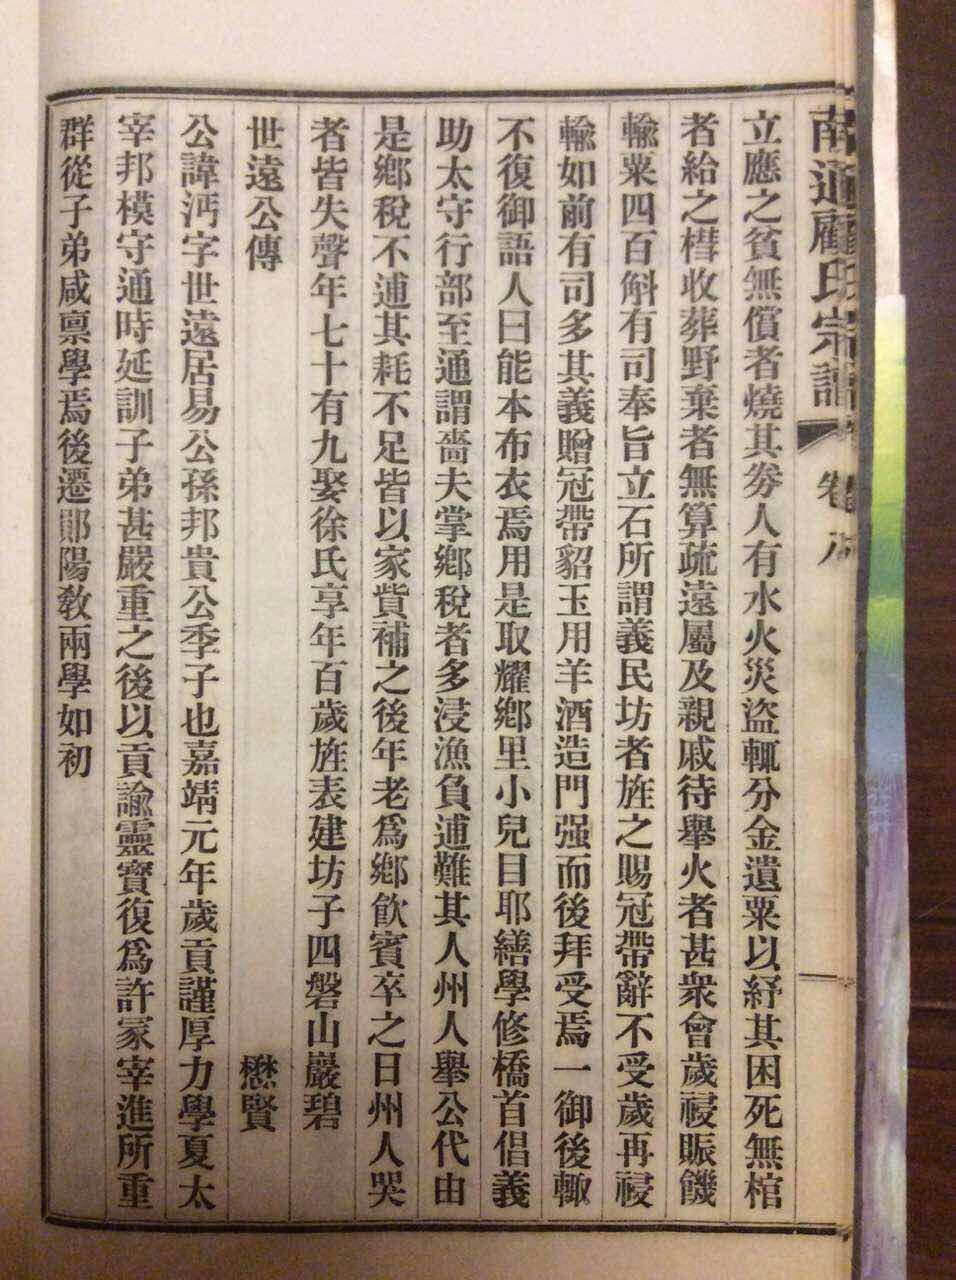 南通顧氏宗譜 卷八
立應之貧無償者燒其劵人有水火災盜輒分金遺粟以紓其困死無棺
者給之槥收葬野棄者無算疏遠屬及親戚待舉火者甚衆會歲祲賑饑
輸粟四百斛有司奉旨立石所謂義民坊者旌之賜冠帶辭不受歲再祲
輸如前有司多其義贈冠帶貂玉用羊酒造門强而後拜受焉一御後輙
不復御語人曰能本布衣焉用是取耀鄉里小兒目耶繕學修橋首倡義
助太守行部至通謂嗇夫掌鄉稅者多浸漁負逋難其人州人舉公代由
是鄉稅不逋其耗不足皆以家貲補之後年老爲鄉飮賓卒之日州人哭
者皆失聲年七十有九娶徐氏享年百歲旌表建坊子四磐山巖碧
世遠公傳 懋賢
公諱沔字世遠居易公孫邦貴公季子也嘉靖元年歲貢謹厚力學夏太
宰邦模守通時延訓子弟甚嚴重之後以貢諭靈寶復爲許冢宰進所重
群從子弟咸禀學焉後遷鄖陽敎兩學如初